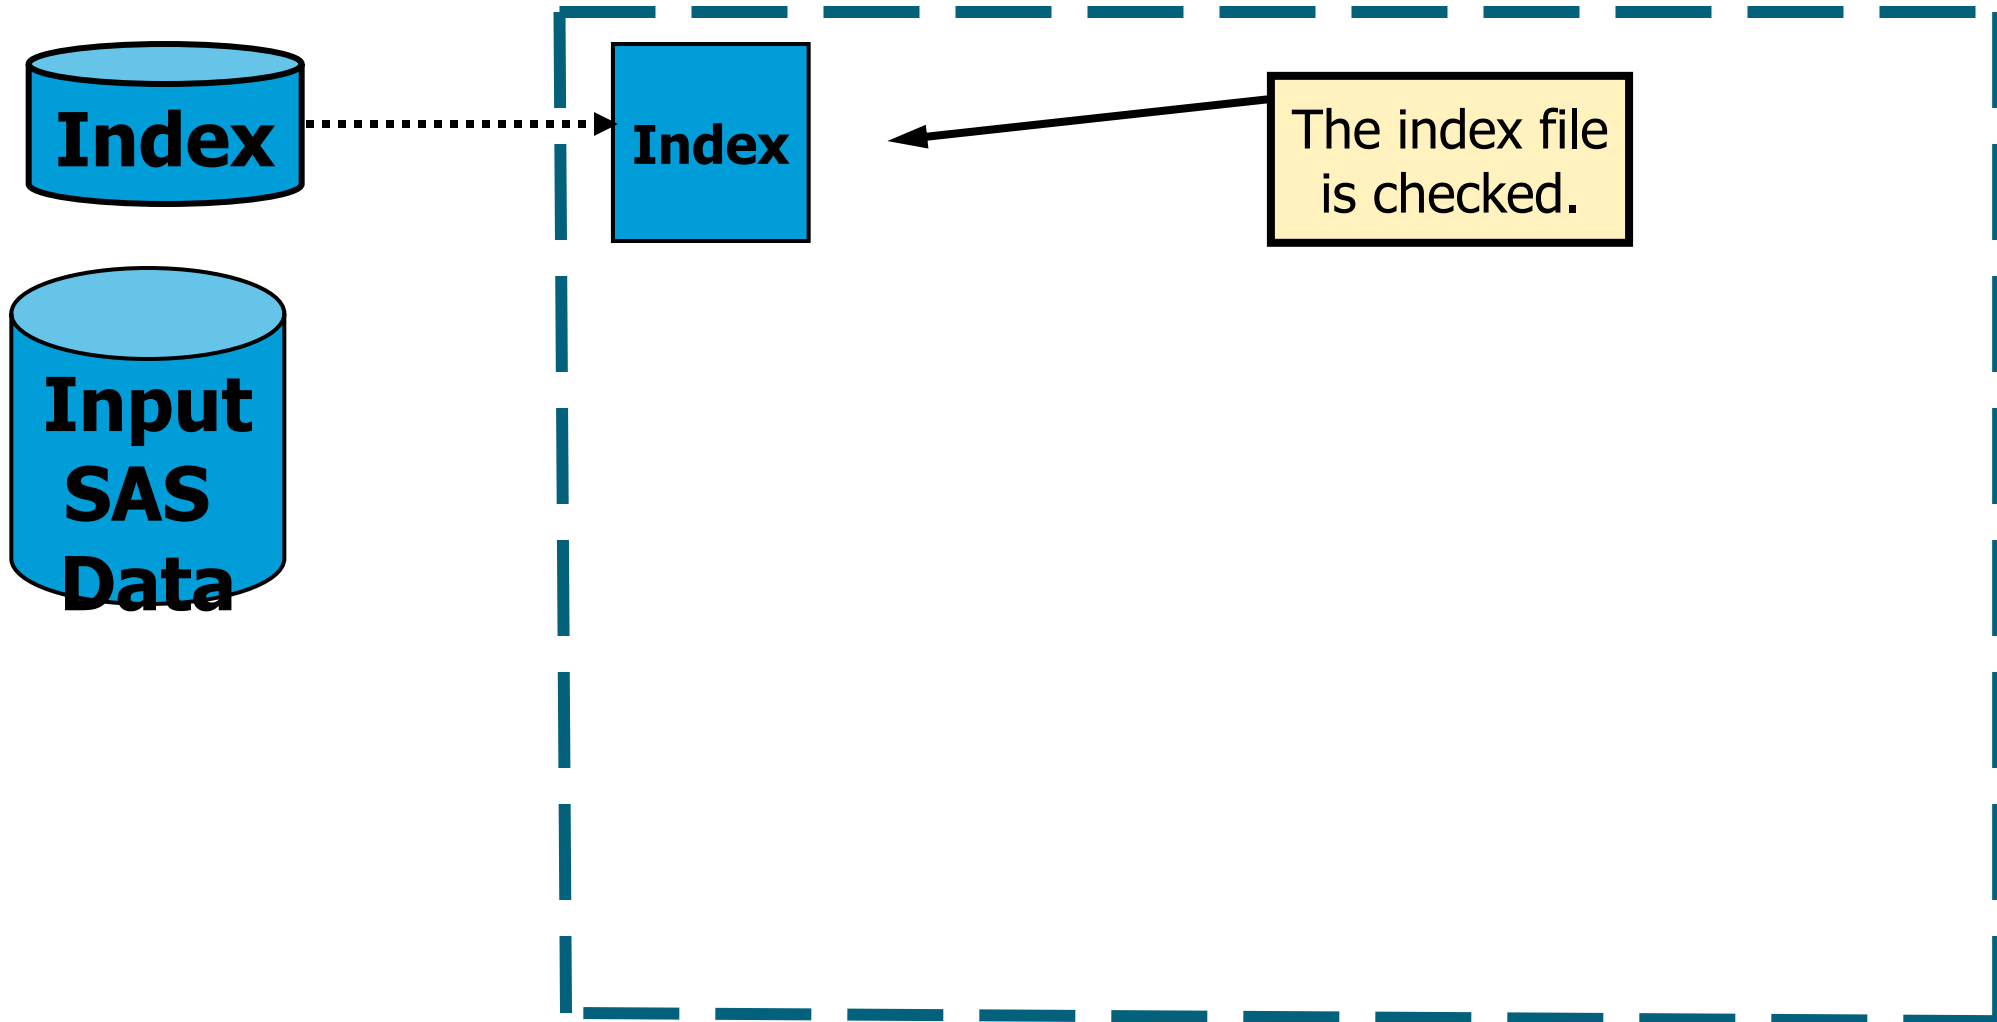 Index
Index
The index file
is checked.
Input
SAS
Data